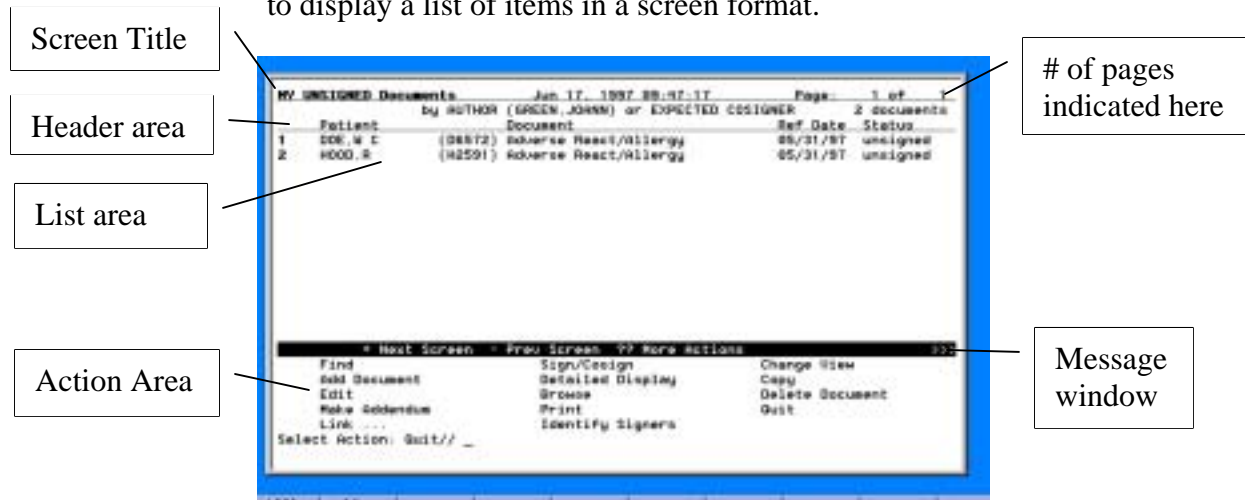 to display a list of items in a screen format.
Screen Title
# of pages
indicated here
Header area
List area
Action Area
Message
window
MY UNSIGNED Documents Jun 17, 1997 09:47:17 Page: 1 of 1
by AUTHOR (GREEN,JOANN) or EXPECTED COSIGNER 2 documents
Patient Document Ref Date Status
1 DOE,W C (D6572) Adverse React/Allergy 05/31/97 unsigned
2 HOOD,R (H2591) Adverse React/Allergy 05/31/97 unsigned
+ Next Screen - Prev Screen ?? More Actions >>>
Find Sign/Cosign Change View
Add Document Detailed Display Copy
Edit Browse Delete Document
Make Addendum Print Quit
Link ... Identify Signers
Select Action: Quit// _